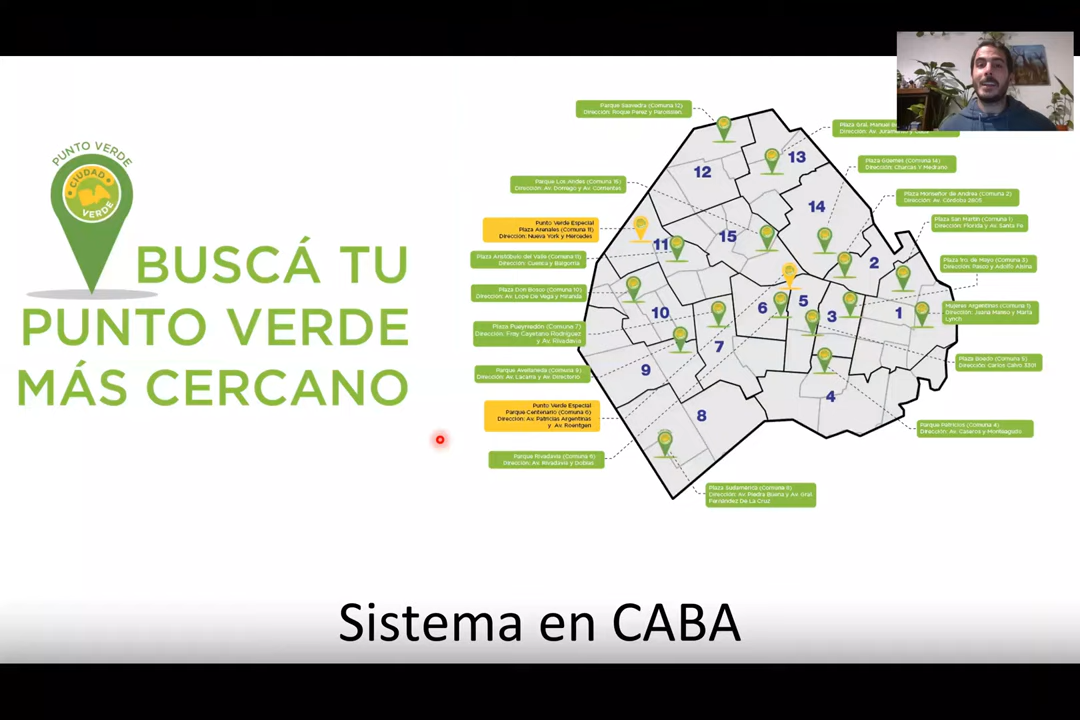 PUNTO VERDE
CIUDAD
VERDE
BUSCÁ TU
PUNTO VERDE
MÁS CERCANO
Parque Saavedra (Comuna 12)
Dirección: Roque Perez y
Plaza Gral. Manuel
Dirección: Av.
Plaza Güemes (Comuna 14)
Dirección: Charcas Y Medrano
Parque Los Andes (Comuna 15)
Dirección: Av. Dorrego y Av. Corrientes
Plaza Monseñor de Andrea (Comuna 2)
Dirección: Av. Córdoba 2805
Punto Verde Especial
Plaza Arenales (Comuna 11)
Dirección: Nueva York y Mercedes
Plaza San Martín (Comuna 1)
Dirección: Florida y Av. Santa Fe
Plaza Aristóbulo del Valle (Comuna 11)
Dirección: Cuenca y Baigorria
Plaza 1ro. de Mayo (Comuna 3)
Dirección: Pasco y Adolfo Alsina
Plaza Don Bosco (Comuna 10)
Dirección: Av. Lope De Vega y Miranda
Mujeres Argentinas (Comuna 1)
Dirección: Juana Manso y Marta
Lynch
Plaza Pueyrredón (Comuna 7)
Dirección: Fray Cayetano Rodríguez
y Av. Rivadavia
Plaza Boedo (Comuna 5)
Dirección: Carlos Calvo 3301
Parque Avellaneda (Comuna 9)
Dirección: Av. Lacarra y Av Directorio
Punto Verde Especial
Parque Centenario (Comuna 6)
Dirección: Av. Patricias Argentinas
y Av. Roentgen
Parque Patricios (Comuna 4)
Dirección: Av. Caseros y Monteagudo
Parque Rivadavia (Comuna 6)
Dirección: Av. Rivadavia y Doblas
Plaza Sudamérica (Comuna 8)
Dirección: Av. Piedra Buena y Av. Gral
Fernández De La Cruz
13
12
14
15
11
2
5
6
3
1
10
7
9
4
8
Sistema en CABA